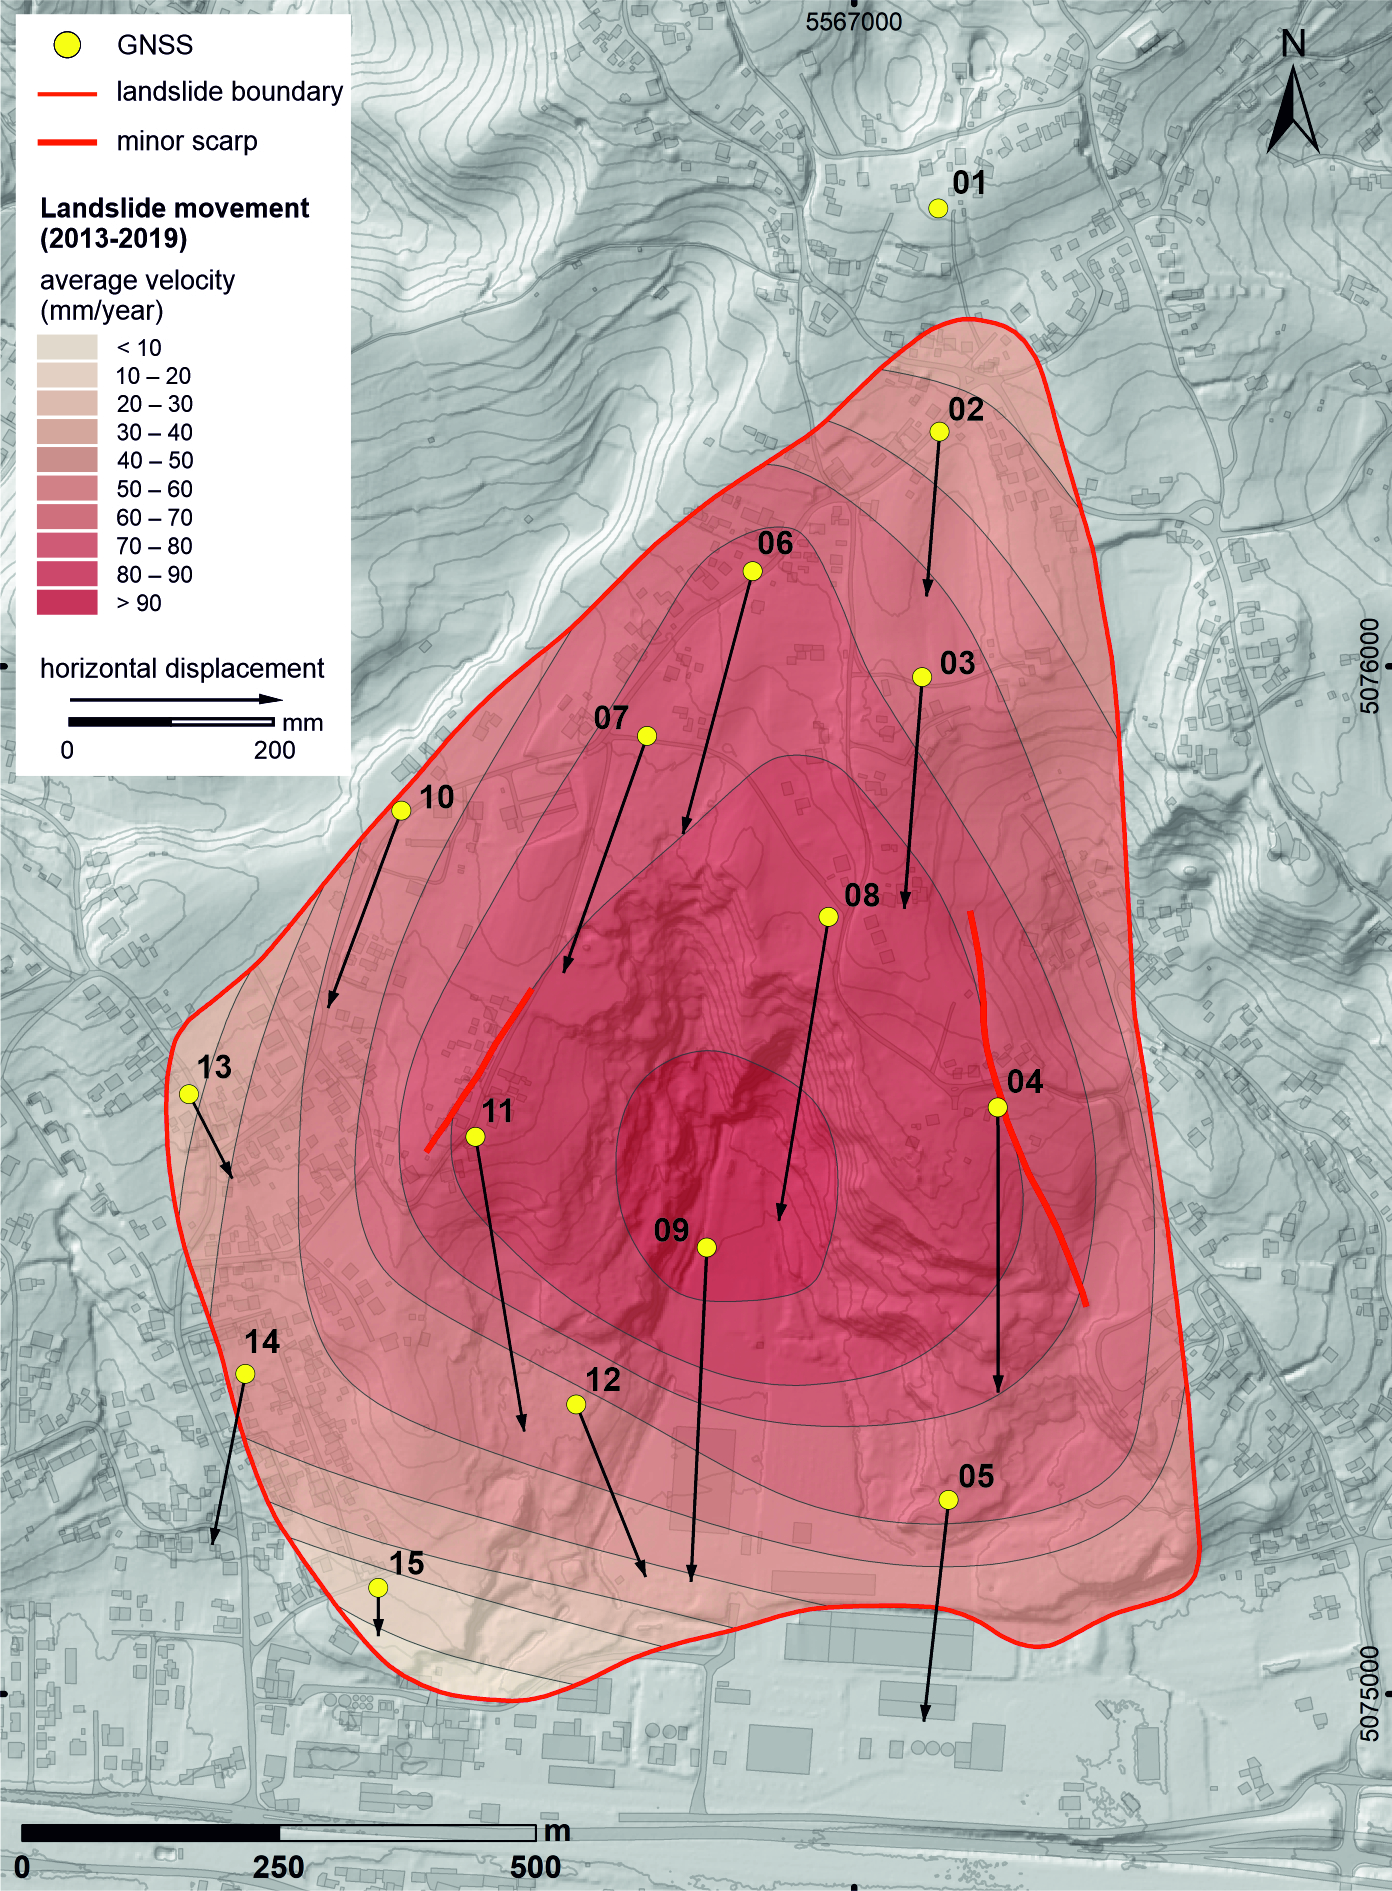 GNSS
landslide boundary
minor scarp
Landslide movement
(2013-2019)
average velocity
(mm/year)
< 10
10 – 20
20 – 30
30 – 40
40 – 50
50 – 60
60 – 70
70 – 80
80 – 90
> 90
horizontal displacement
mm
0 200
5567000
N
01
02
06
03
5076000
07
10
08
13
04
11
09
14
12
05
15
5075000
m
0 250 500